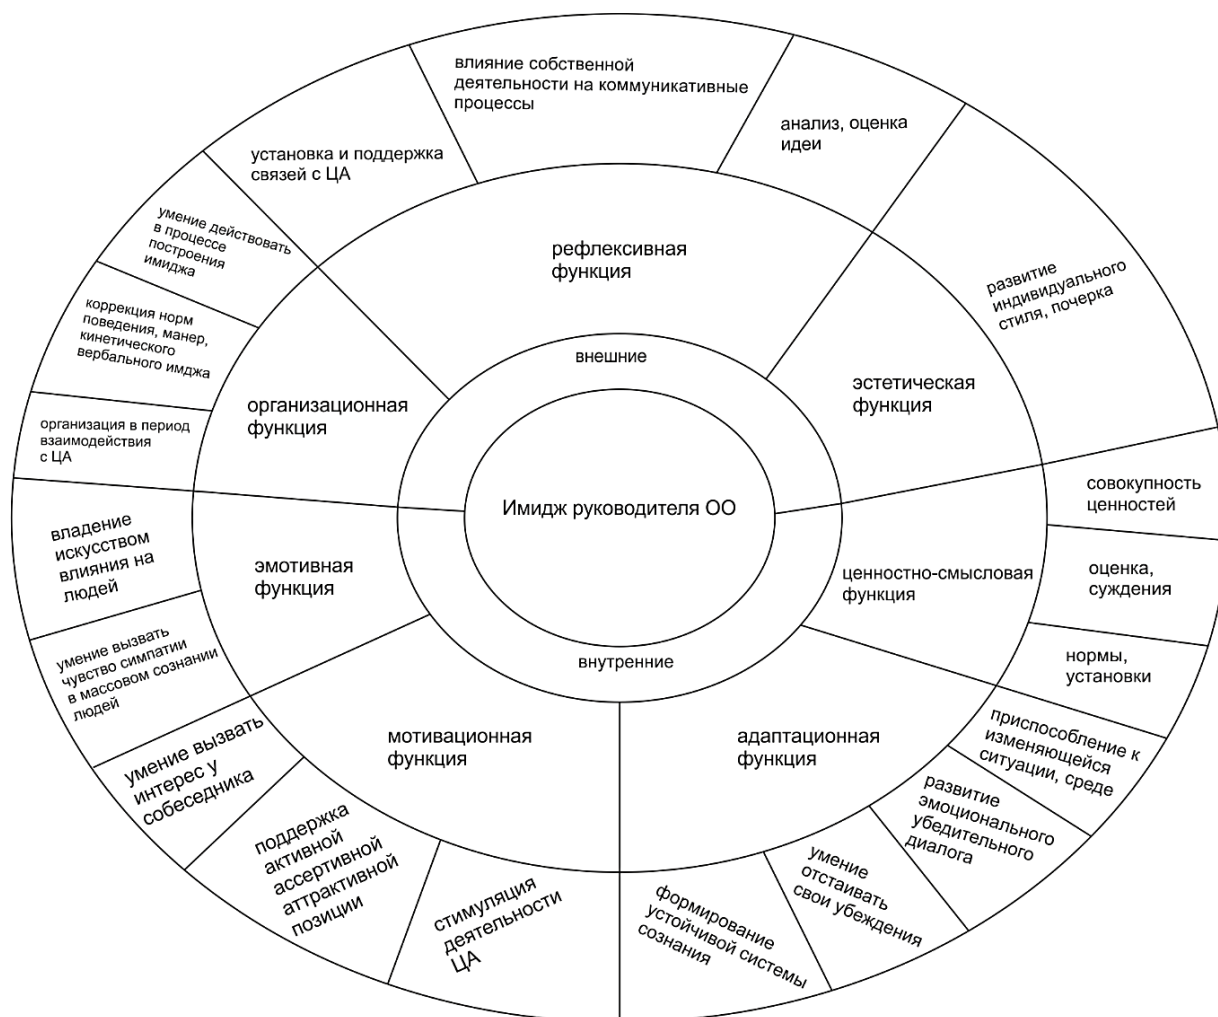 влияние собственной
деятельности на коммуникативные
процессы
анализ, оценка
идеи
установка и поддержка
связей с ЦА
умение действовать
в процессе
построения
имиджа
рефлексивная
функция
развитие
индивидуального
стиля, почерка
коррекция норм
поведения, манер,
кинетического
вербального имджа
внешние
организационная
функция
эстетическая
функция
организация в период
взаимодействия
с ЦА
совокупность
ценностей
Имидж руководителя ОО
владение
искусством
влияния на
людей
эмотивная
функция
ценностно-смысловая
функция
оценка,
суждения
умение вызвать
чувство симпатии
в массовом сознании
людей
внутренние
нормы,
установки
мотивационная
функция
адаптационная
функция
приспособление к
изменяющейся
ситуации, среде
умение вызвать
интерес у
собеседника
развитие
эмоционального
убедительного
диалога
поддержка
активной
ассертивной
аттрактивной
позиции
умение
отстаивать
свои убеждения
стимуляция
деятельности
ЦА
формирование
устойчивой системы
сознания